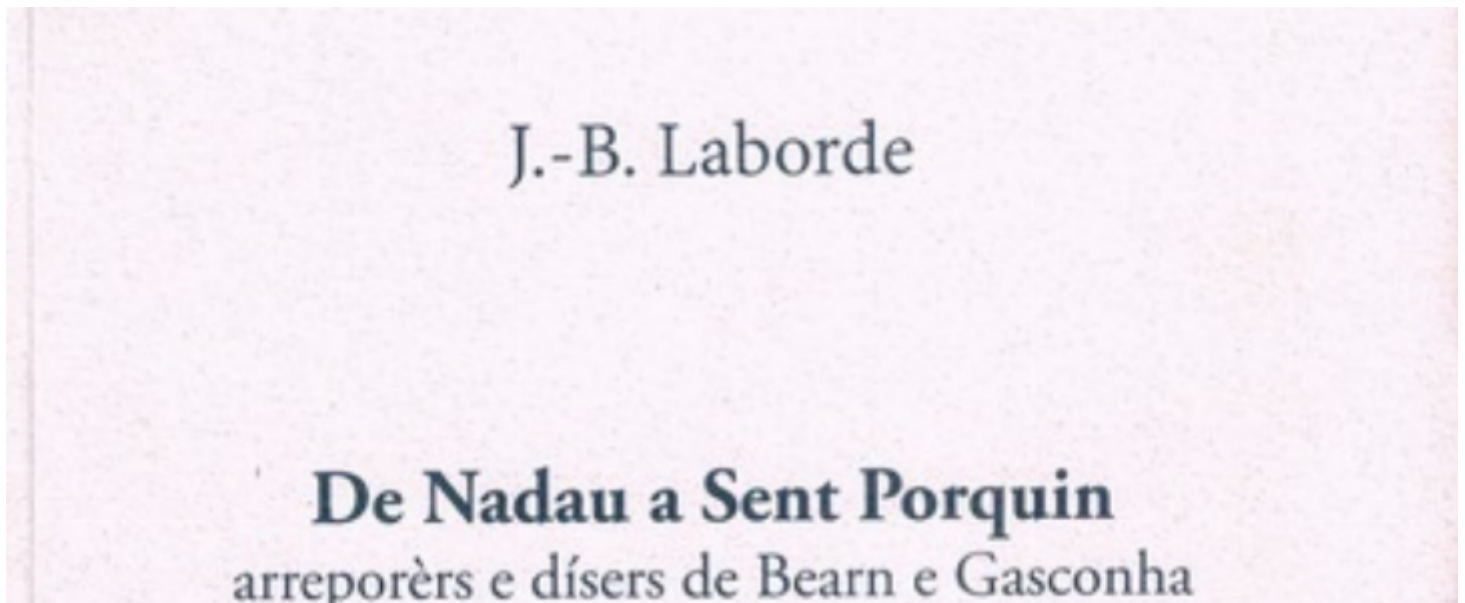 J.-B. Laborde
De Nadau a Sent Porquin
arreporèrs e dísers de Bearn e Gasconha